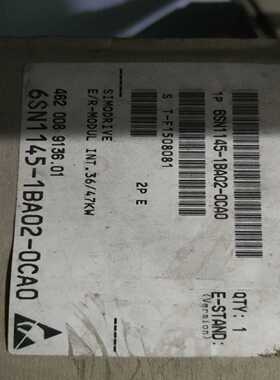 1P 6SN1145-1BA02-0CA0
QTY: 1
E-STAND:
(Version)
S T-F1508081
2P E
SIMODRIVE
E/R-MODUL INT.36/47KW
462 008 9136.01
6SN1145-1BA02-0CA0